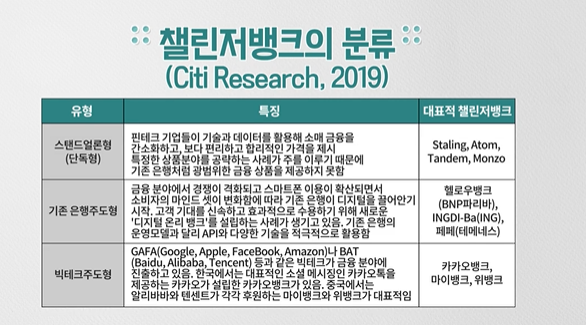 챌린저뱅크의 분류
(Citi Research, 2019)
유형
특징
대표적 챌린저뱅크
스탠드얼론형
(단독형)
핀테크 기업들이 기술과 데이터를 활용해 소매 금융을
간소화하고, 보다 편리하고 합리적인 가격을 제시
특정한 상품분야를 공략하는 사례가 주를 이루기 때문에
기존 은행처럼 광범위한 금융 상품을 제공하지 못함
Staling, Atom,
Tandem, Monzo
기존 은행주도형
금융 분야에서 경쟁이 격화되고 스마트폰 이용이 확산되면서
소비자의 마인드 셋이 변화함에 따라 기존 은행이 디지털을 끌어안기
시작. 고객 기대를 신속하고 효과적으로 수용하기 위해 새로운
'디지털 온리 뱅크'를 설립하는 사례가 생기고 있음. 기존 은행의
운영모델과 달리 API와 다양한 기술을 적극적으로 활용함
헬로우뱅크
(BNP파리바),
INGDI-Ba(ING),
페페(테메네스)
빅테크주도형
GAFA(Google, Apple, FaceBook, Amazon)나 BAT
(Baidu, Alibaba, Tencent) 등과 같은 빅테크가 금융 분야에
진출하고 있음. 한국에서는 대표적인 소셜 메시징인 카카오톡을
제공하는 카카오가 설립한 카카오뱅크가 있음. 중국에서는
알리바바와 텐센트가 각각 후원하는 마이뱅크와 위뱅크가 대표적임
카카오뱅크,
마이뱅크, 위뱅크